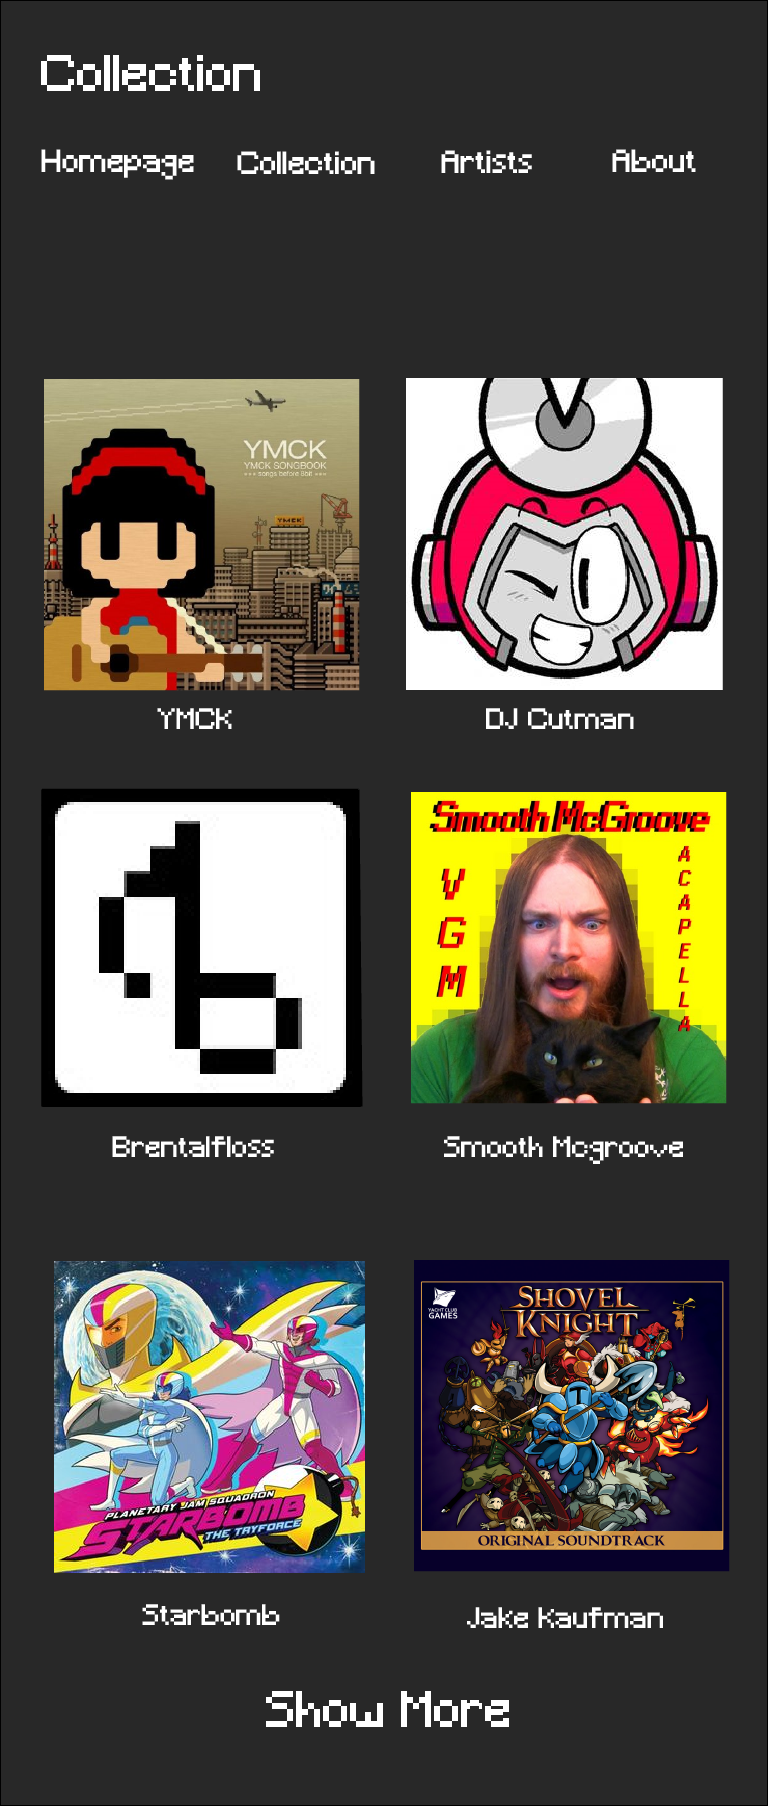 Collection
Homepage Collection Artists About
YMCK
YMCK SONGBOOK
songs before 8bit
YMCK
YMCK
DJ Cutman
Smooth McGroove
VGM
ACAPELLA
Brentalfloss
Smooth Mcgroove
PLANETARY JAM SQUADRON
STARBOMB
THE TRYFORCE
YACHT CLUB
GAMES
SHOVEL
KNIGHT
ORIGINAL SOUNDTRACK
Starbomb
Jake Kaufman
Show More